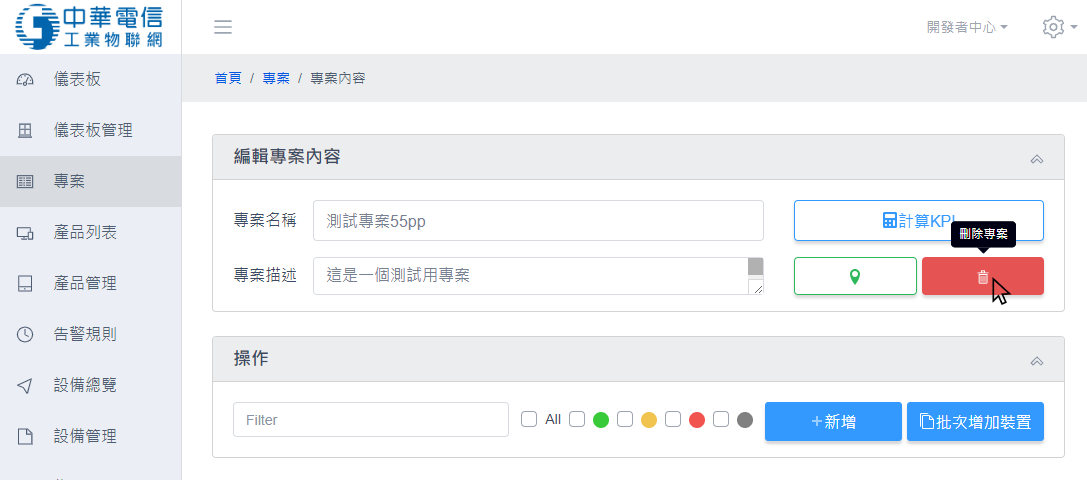 中華電信
工業物聯網
開發者中心
儀表板
儀表板管理
專案
產品列表
產品管理
告警規則
設備總覽
設備管理
首頁 / 專案 / 專案內容
編輯專案內容
專案名稱
測試專案55pp
計算KPI
刪除專案
專案描述
這是一個測試用專案
操作
Filter
All
新增
批次增加裝置